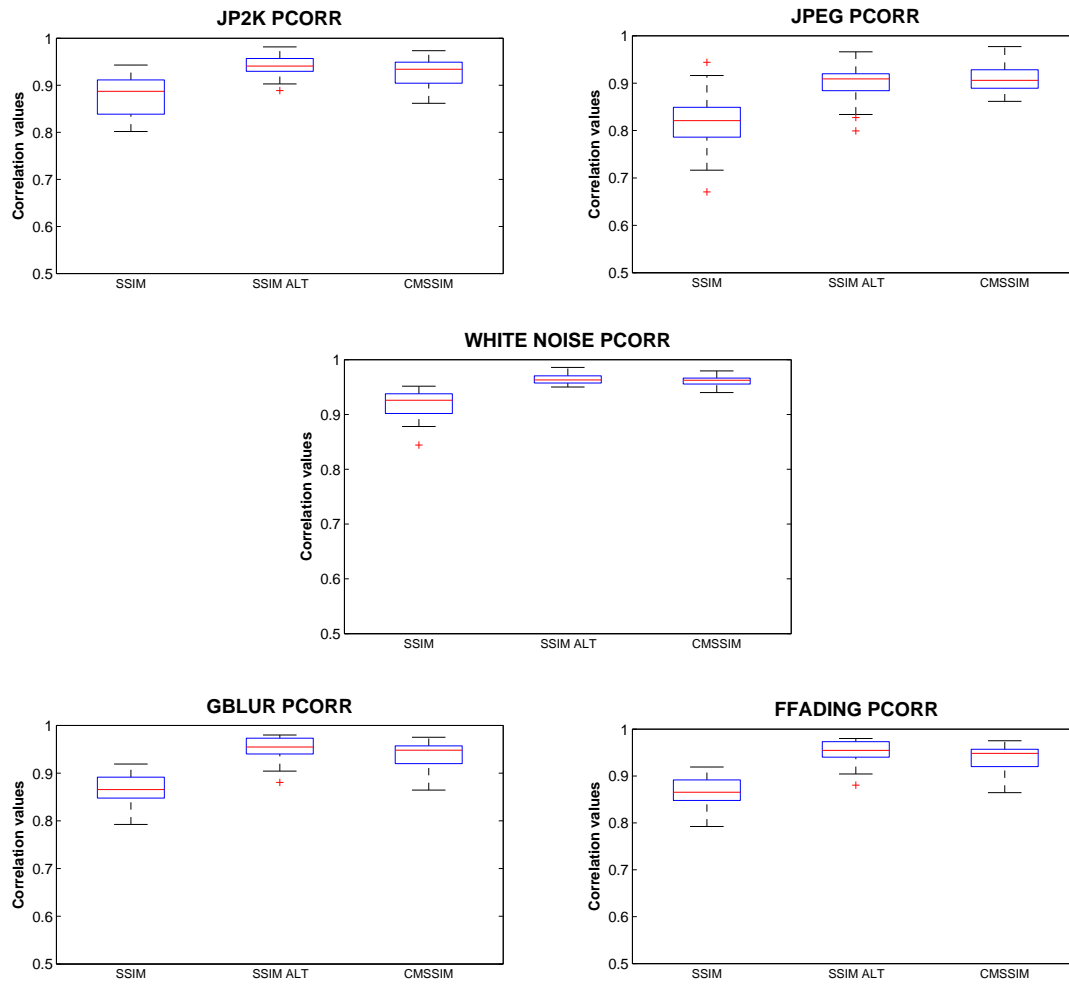 JP2K PCORR
1
0.9
0.8
0.7
0.6
0.5
Correlation values
SSIM SSIM ALT CMSSIM
JPEG PCORR
1
0.9
0.8
0.7
0.6
0.5
Correlation values
SSIM SSIM ALT CMSSIM
WHITE NOISE PCORR
1
0.9
0.8
0.7
0.6
0.5
Correlation values
SSIM SSIM ALT CMSSIM
GBLUR PCORR
1
0.9
0.8
0.7
0.6
0.5
Correlation values
SSIM SSIM ALT CMSSIM
FFADING PCORR
1
0.9
0.8
0.7
0.6
0.5
Correlation values
SSIM SSIM ALT CMSSIM